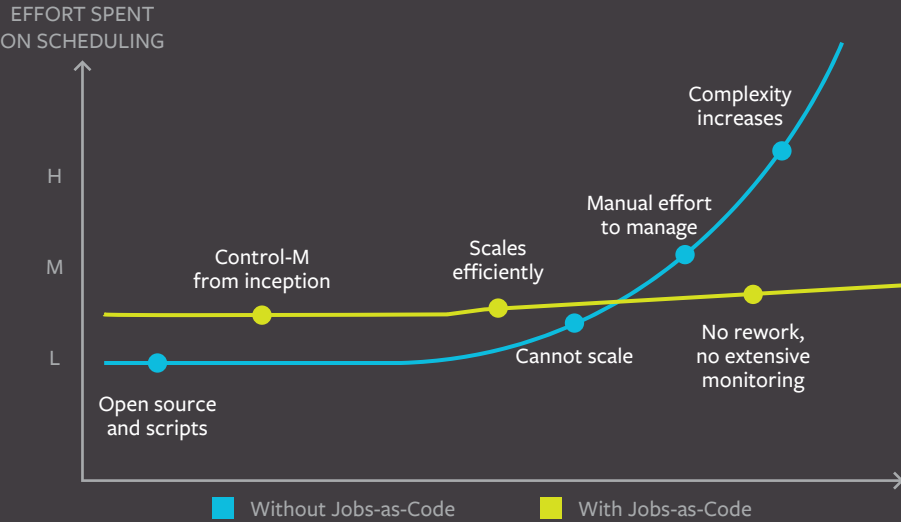 EFFORT SPENT
ON SCHEDULING
H
M
L
Complexity
increases
Manual effort
to manage
Scales
efficiently
Control-M
from inception
Cannot scale
No rework,
no extensive
monitoring
Open source
and scripts
Without Jobs-as-Code
With Jobs-as-Code